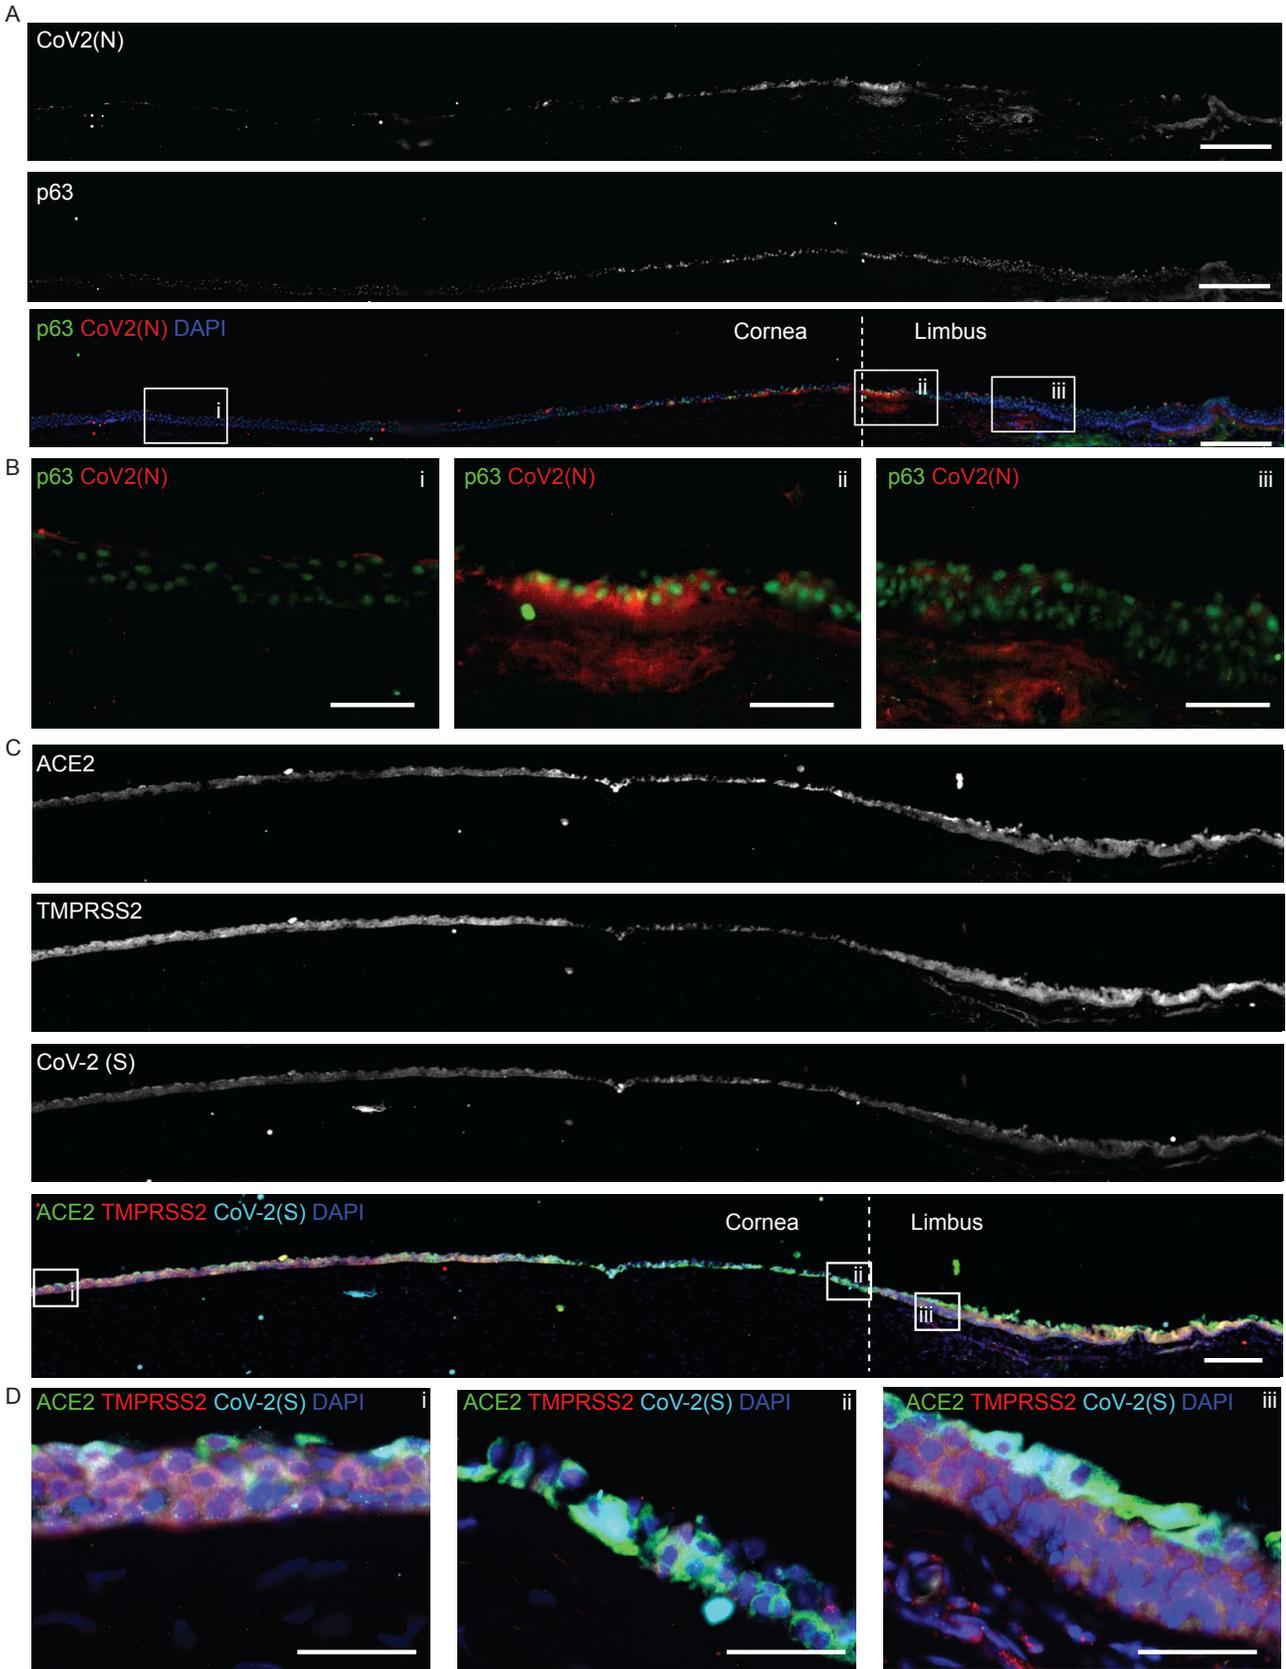 A
CoV2(N)
p63
p63 CoV2(N) DAPI
Cornea
Limbus
i
ii
iii
B
p63 CoV2(N)
i
p63 CoV2(N)
ii
p63 CoV2(N)
iii
C
ACE2
TMPRSS2
CoV-2 (S)
ACE2 TMPRSS2 CoV-2(S) DAPI
Cornea
Limbus
i
ii
iii
D
ACE2 TMPRSS2 CoV-2(S) DAPI
i
ACE2 TMPRSS2 CoV-2(S) DAPI
ii
ACE2 TMPRSS2 CoV-2(S) DAPI
iii